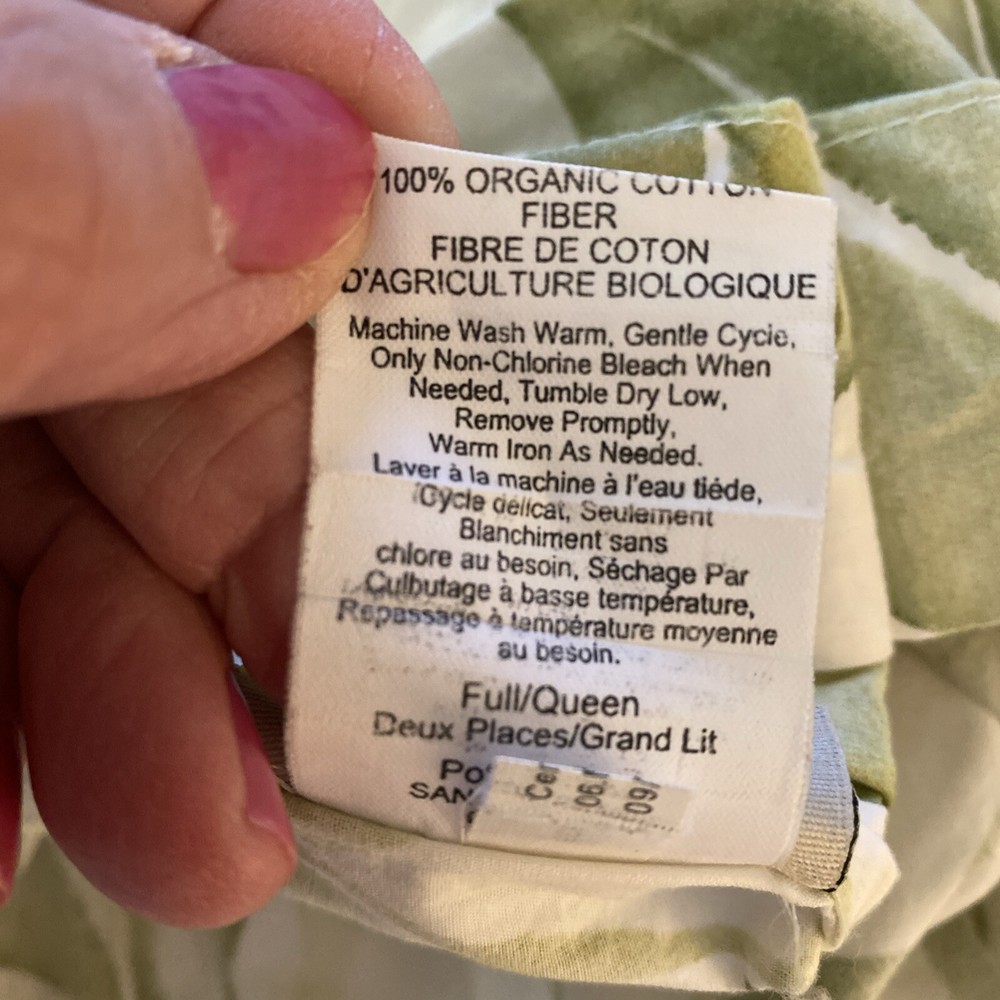 100% ORGANIC COTTON
FIBER
FIBRE DE COTON
D'AGRICULTURE BIOLOGIQUE
Machine Wash Warm, Gentle Cycle,
Only Non-Chlorine Bleach When
Needed, Tumble Dry Low,
Remove Promptly,
Warm Iron As Needed.
Laver à la machine à l'eau tiéde,
Cycle délicat, Seulement
Blanchiment sans
chlore au besoin, Séchage Par
Culbutage à basse température,
Repassage à température moyenne
au besoin.
Full/Queen
Deux Places/Grand Lit